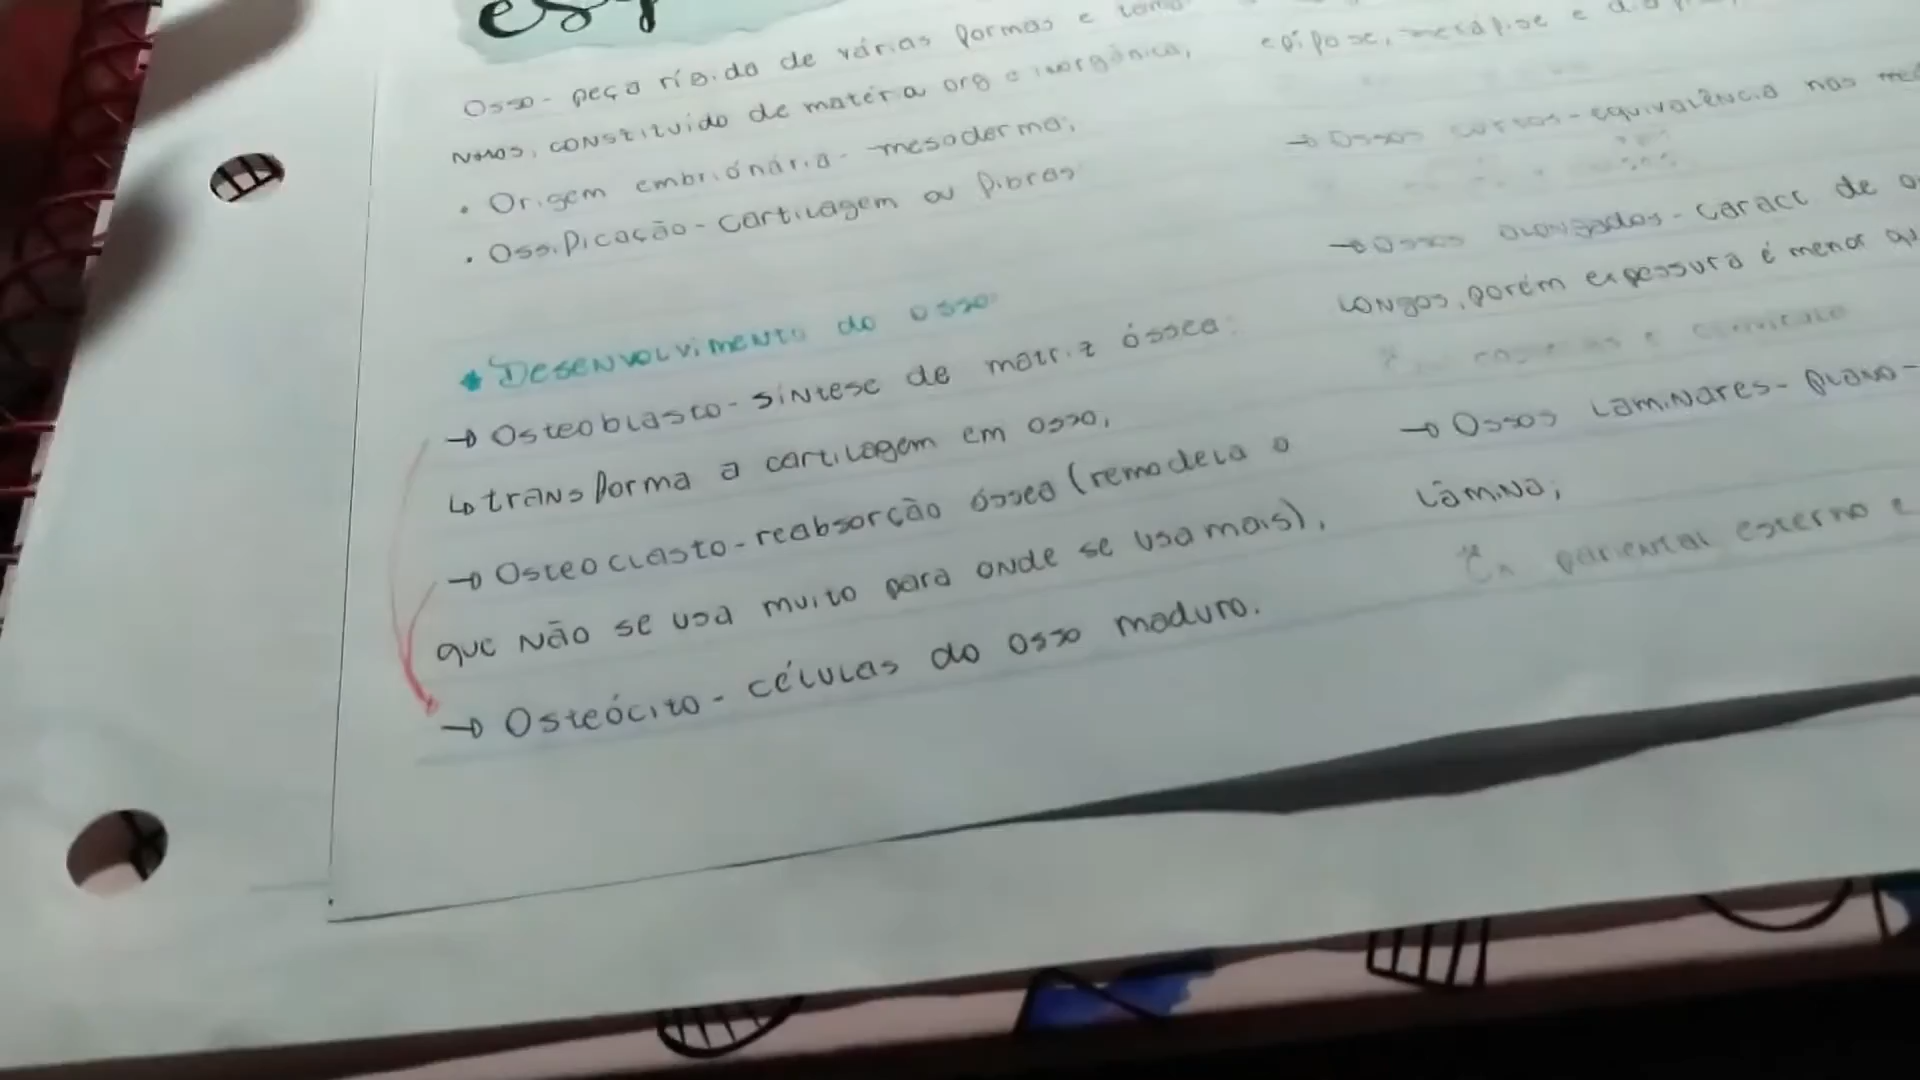 Osso - peça rígida de várias formas e
nhos, constituído de matéria org e inorgânica,
• Origem embrionária - mesoderma;
• Ossificação - cartilagem ou fibras
Desenvolvimento do osso
→ Osteoblasto - síntese de matriz óssea:
↳ transforma a cartilagem em osso;
→ Osteoclasto - reabsorção óssea (remodela o
que não se usa muito para onde se usa mais),
→ Osteócito - células do osso maduro.
epífise, metáfise e
→ Ossos curtos - equivalência nas
→ Ossos alongados - caract de
longos, porém espessura é menor
→ Ossos laminares - plano -
lâmina;
parietal esterno e